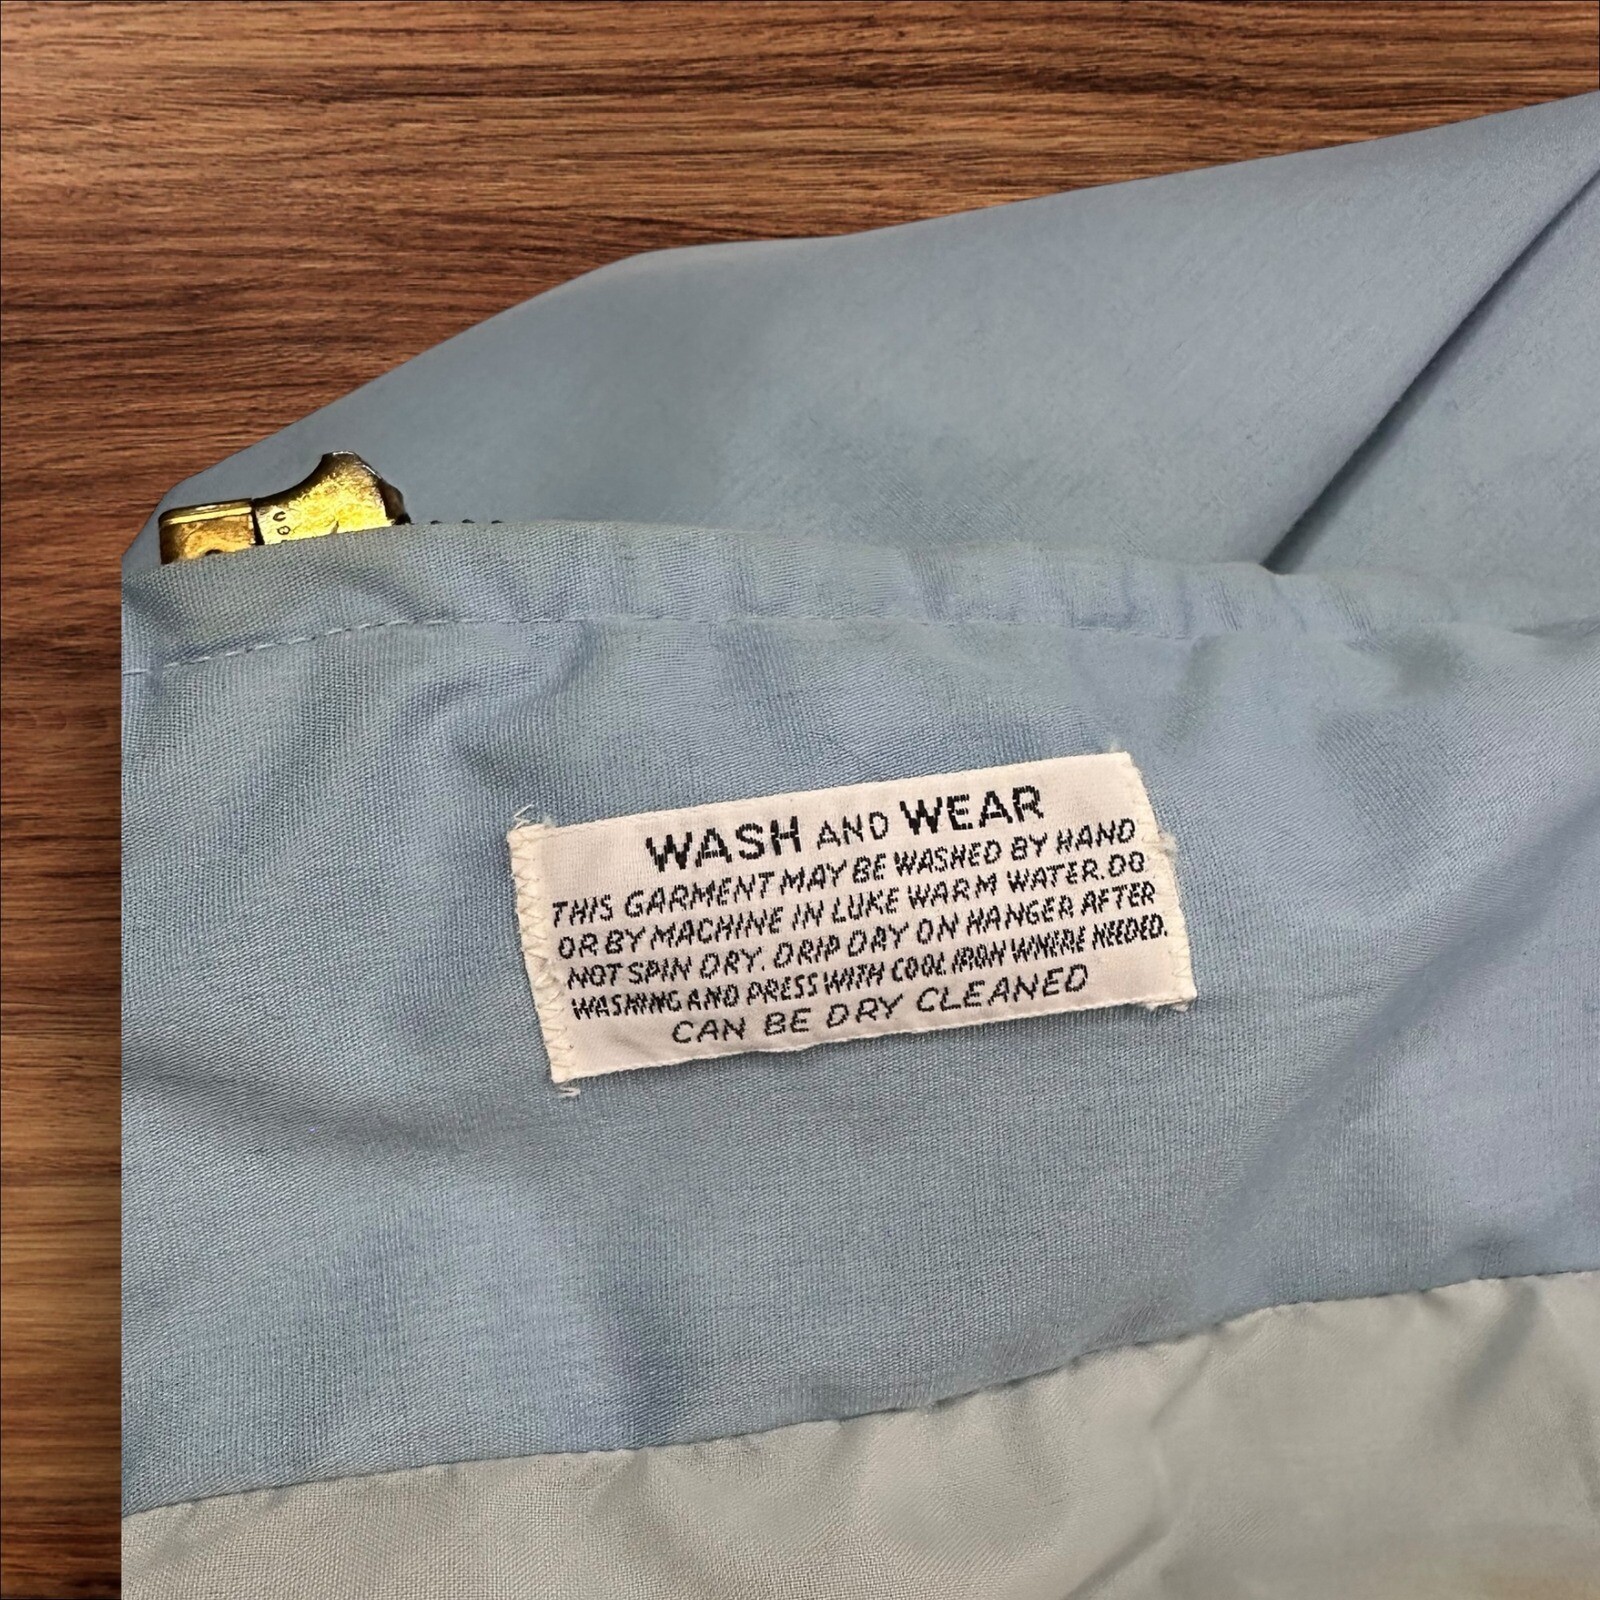 WASH AND WEAR
THIS GARMENT MAY BE WASHED BY HAND
OR BY MACHINE IN LUKE WARM WATER. DO
NOT SPIN DRY. DRIP DRY ON HANGER AFTER
WASHING AND PRESS WITH COOL IRON WHERE NEEDED.
CAN BE DRY CLEANED